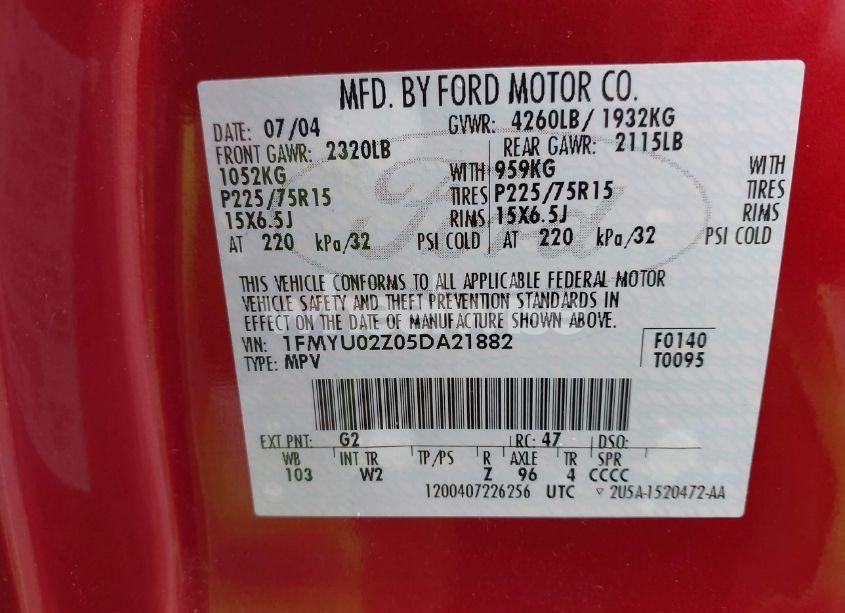 MFD. BY FORD MOTOR CO.
DATE: 07/04 GVWR: 4260LB/ 1932KG
FRONT GAWR: 2320LB REAR GAWR: 2115LB
1052KG WITH 959KG WITH
P225/75R15 TIRES P225/75R15 TIRES
15X6.5J RIMS 15X6.5J RIMS
AT 220 kPa/32 PSI COLD AT 220 kPa/32 PSI COLD
THIS VEHICLE CONFORMS TO ALL APPLICABLE FEDERAL MOTOR
VEHICLE SAFETY AND THEFT PREVENTION STANDARDS IN
EFFECT ON THE DATE OF MANUFACTURE SHOWN ABOVE.
VIN: 1FMYU02Z05DA21882 F0140
TYPE: MPV T0095
EXT PNT: G2 RC: 47 DSO:
WB INT TR TP/PS R AXLE TR SPR
103 W2 Z 96 4 CCCC
1200407226256 UTC ▽ 2U5A-1520472-AA
Ford